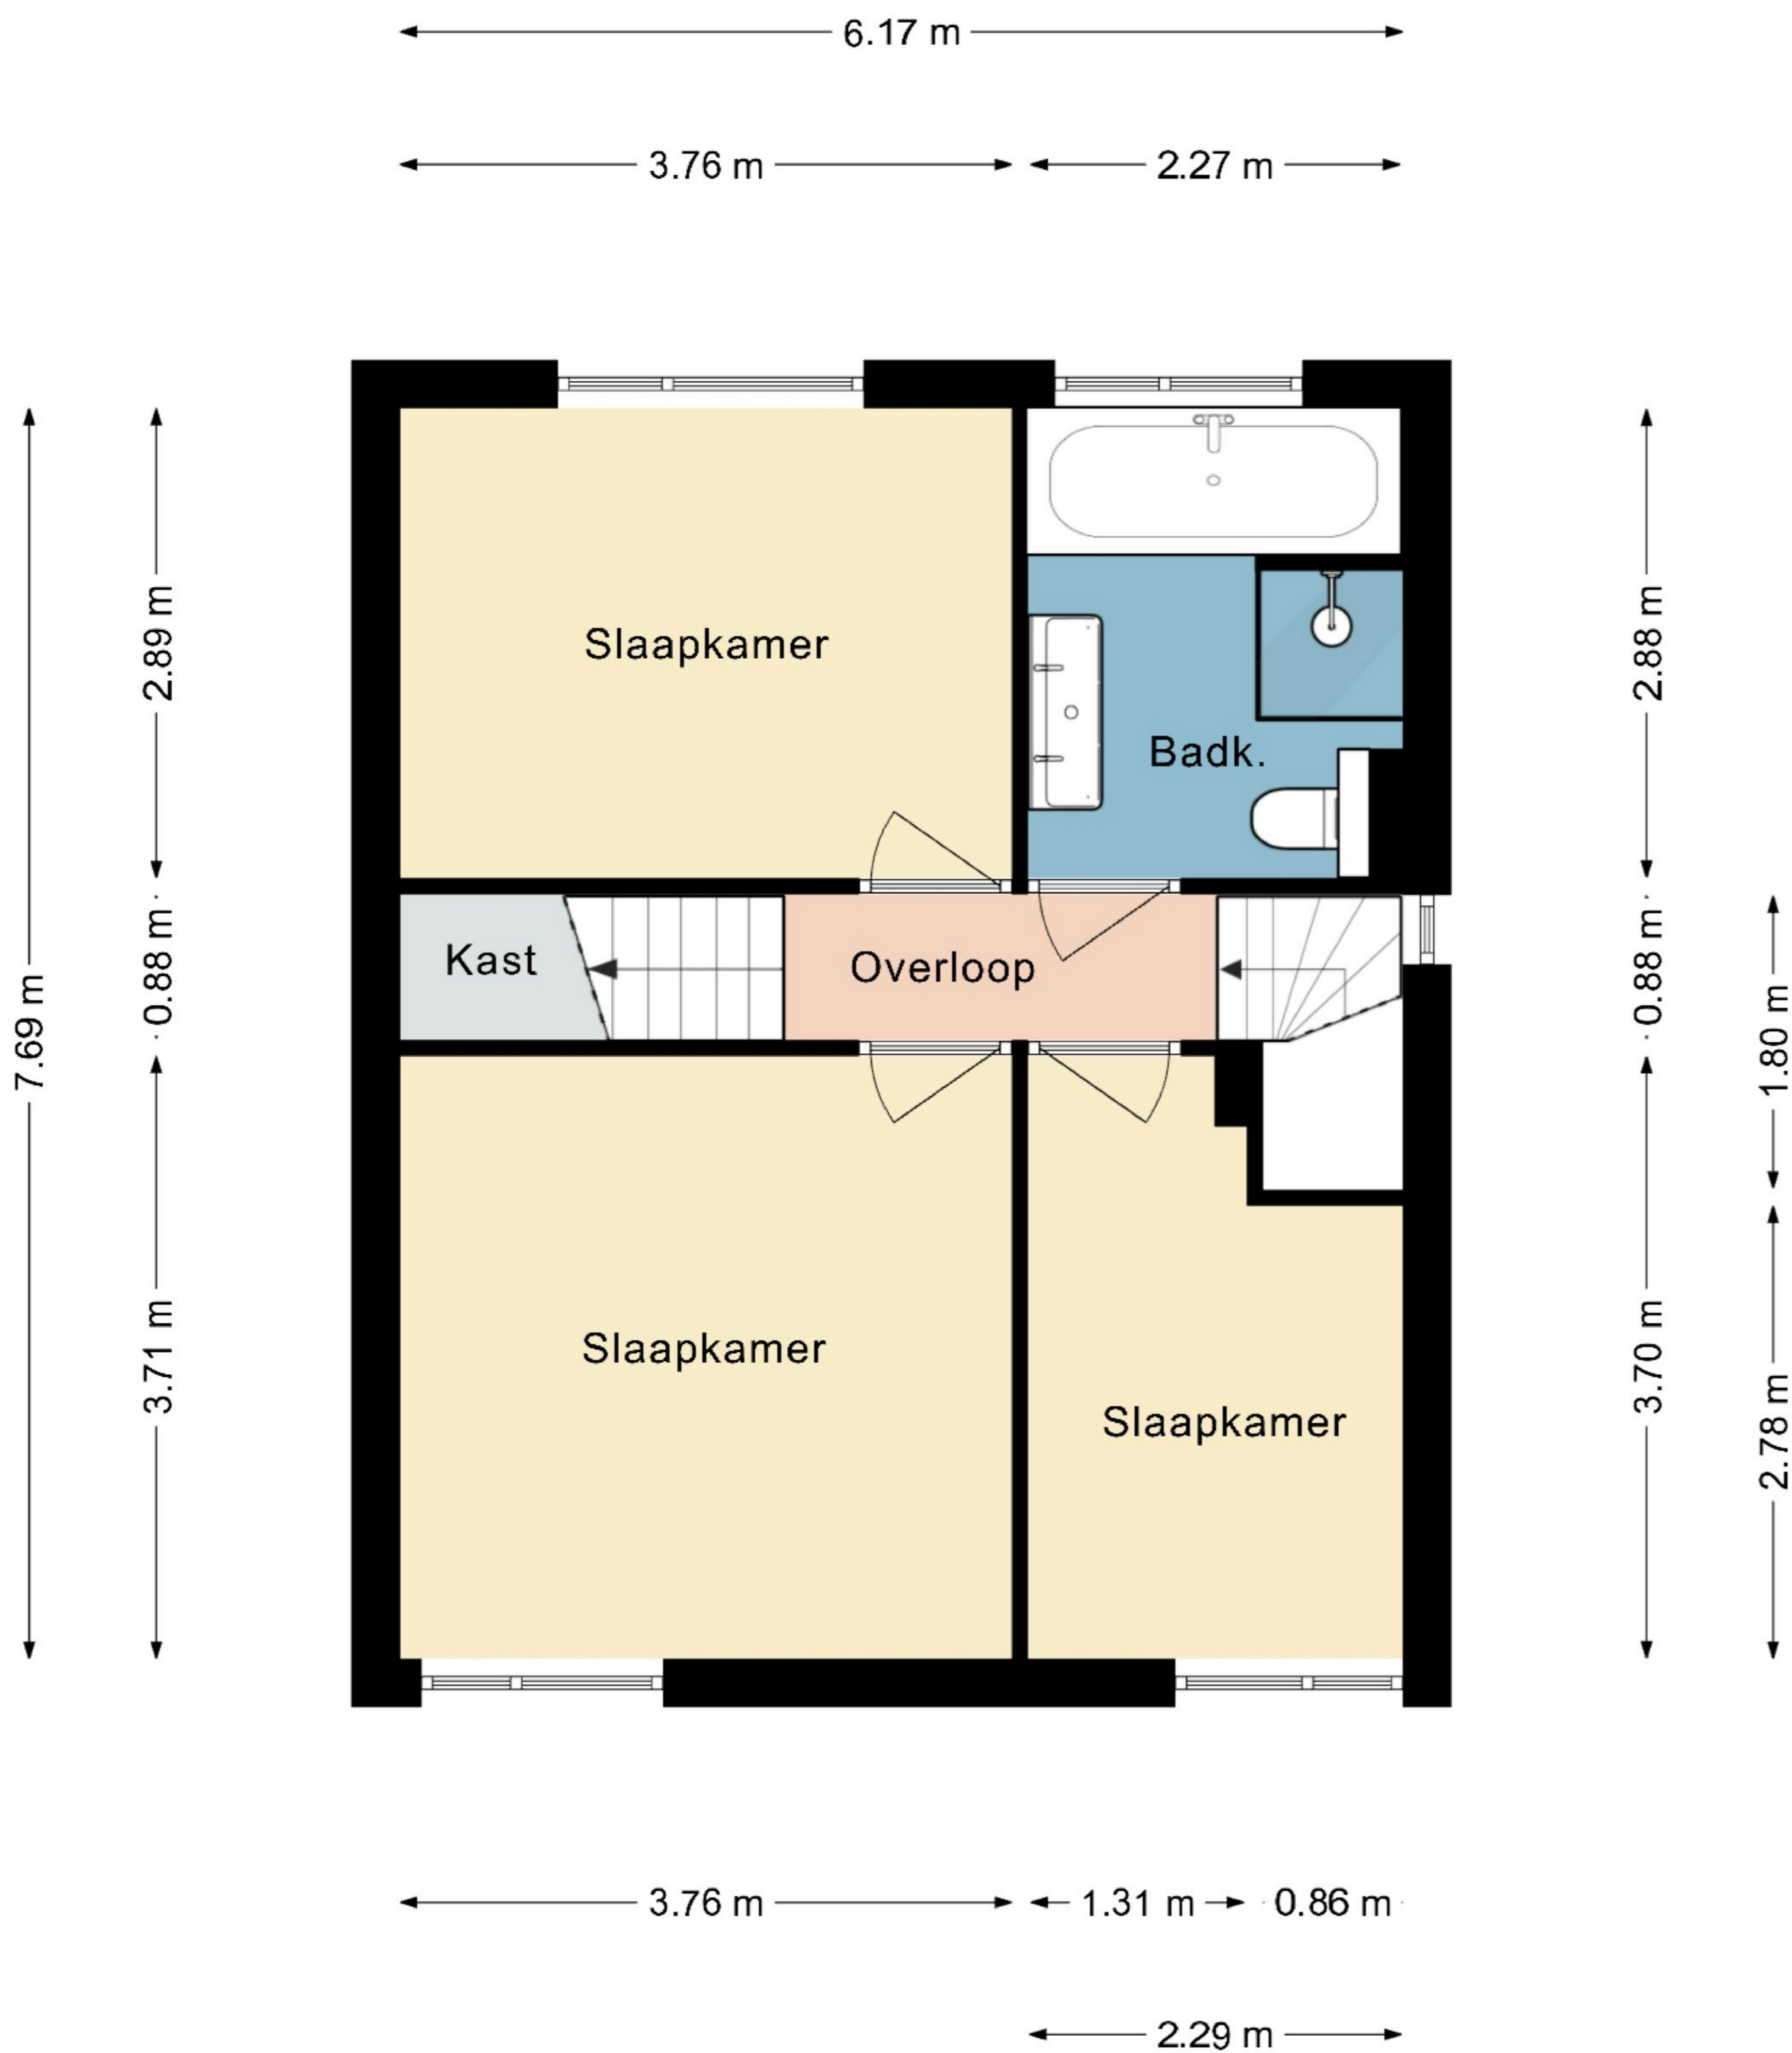 6.17 m
3.76 m
2.27 m
2.89 m
0.88 m
3.71 m
7.69 m
Slaapkamer
Badk.
Kast
Overloop
Slaapkamer
Slaapkamer
2.88 m
0.88 m
3.70 m
1.80 m
2.78 m
3.76 m
1.31 m
0.86 m
2.29 m